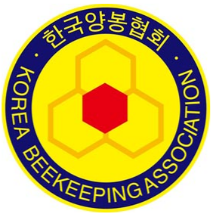 한국양봉협회
KOREA BEEKEEPING ASSOCIATION